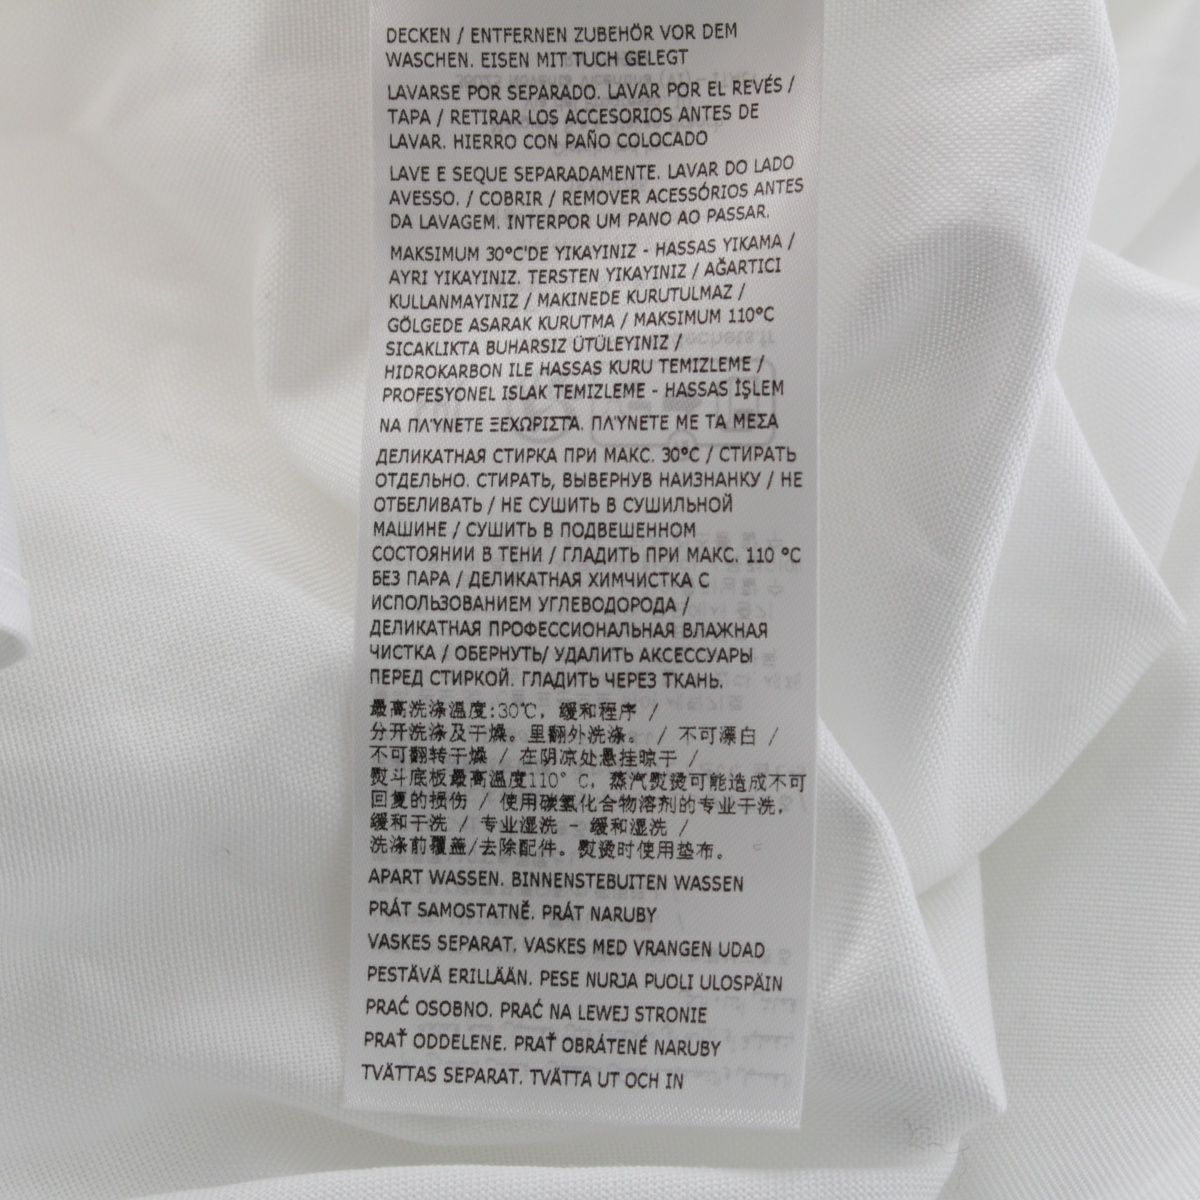 DECKEN / ENTFERNEN ZUBEHÖR VOR DEM
WASCHEN. EISEN MIT TUCH GELEGT
LAVARSE POR SEPARADO. LAVAR POR EL REVÉS /
TAPA / RETIRAR LOS ACCESORIOS ANTES DE
LAVAR. HIERRO CON PAÑO COLOCADO
LAVE E SEQUE SEPARADAMENTE. LAVAR DO LADO
AVESSO. / COBRIR / REMOVER ACESSÓRIOS ANTES
DA LAVAGEM. INTERPOR UM PANO AO PASSAR.
MAKSIMUM 30°C'DE YIKAYINIZ - HASSAS YIKAMA /
AYRI YIKAYINIZ. TERSTEN YIKAYINIZ / AĞARTICI
KULLANMAYINIZ / MAKINEDE KURUTULMAZ /
GÖLGEDE ASARAK KURUTMA / MAKSIMUM 110°C
SICAKLIKTA BUHARSIZ ÜTÜLEYINIZ /
HIDROKARBON ILE HASSAS KURU TEMIZLEME /
PROFESYONEL ISLAK TEMIZLEME - HASSAS İŞLEM
ΝΑ ΠΛΎΝΕΤΕ ΞΕΧΩΡΙΣΤΆ. ΠΛΎΝΕΤΕ ΜΕ ΤΑ ΜΕΣΑ
ДЕЛИКАТНАЯ СТИРКА ПРИ МАКС. 30°C / СТИРАТЬ
ОТДЕЛЬНО. СТИРАТЬ, ВЫВЕРНУВ НАИЗНАНКУ / НЕ
ОТБЕЛИВАТЬ / НЕ СУШИТЬ В СУШИЛЬНОЙ
МАШИНЕ / СУШИТЬ В ПОДВЕШЕННОМ
СОСТОЯНИИ В ТЕНИ / ГЛАДИТЬ ПРИ МАКС. 110 °C
БЕЗ ПАРА / ДЕЛИКАТНАЯ ХИМЧИСТКА С
ИСПОЛЬЗОВАНИЕМ УГЛЕВОДОРОДА /
ДЕЛИКАТНАЯ ПРОФЕССИОНАЛЬНАЯ ВЛАЖНАЯ
ЧИСТКА / ОБЕРНУТЬ/ УДАЛИТЬ АКСЕССУАРЫ
ПЕРЕД СТИРКОЙ. ГЛАДИТЬ ЧЕРЕЗ ТКАНЬ.
最高洗涤温度:30℃, 缓和程序 /
分开洗涤及干燥。里翻外洗涤。 / 不可漂白 /
不可翻转干燥 / 在阴凉处悬挂晾干 /
熨斗底板最高温度110° C, 蒸汽熨烫可能造成不可
回复的损伤 / 使用碳氢化合物溶剂的专业干洗,
缓和干洗 / 专业湿洗 - 缓和湿洗 /
洗涤前覆盖/去除配件。熨烫时使用垫布。
APART WASSEN. BINNENSTEBUITEN WASSEN
PRÁT SAMOSTATNĚ. PRÁT NARUBY
VASKES SEPARAT. VASKES MED VRANGEN UDAD
PESTÄVÄ ERILLÄÄN. PESE NURJA PUOLI ULOSPÄIN
PRAĆ OSOBNO. PRAĆ NA LEWEJ STRONIE
PRAŤ ODDELENE. PRAŤ OBRÁTENÉ NARUBY
TVÄTTAS SEPARAT. TVÄTTA UT OCH IN